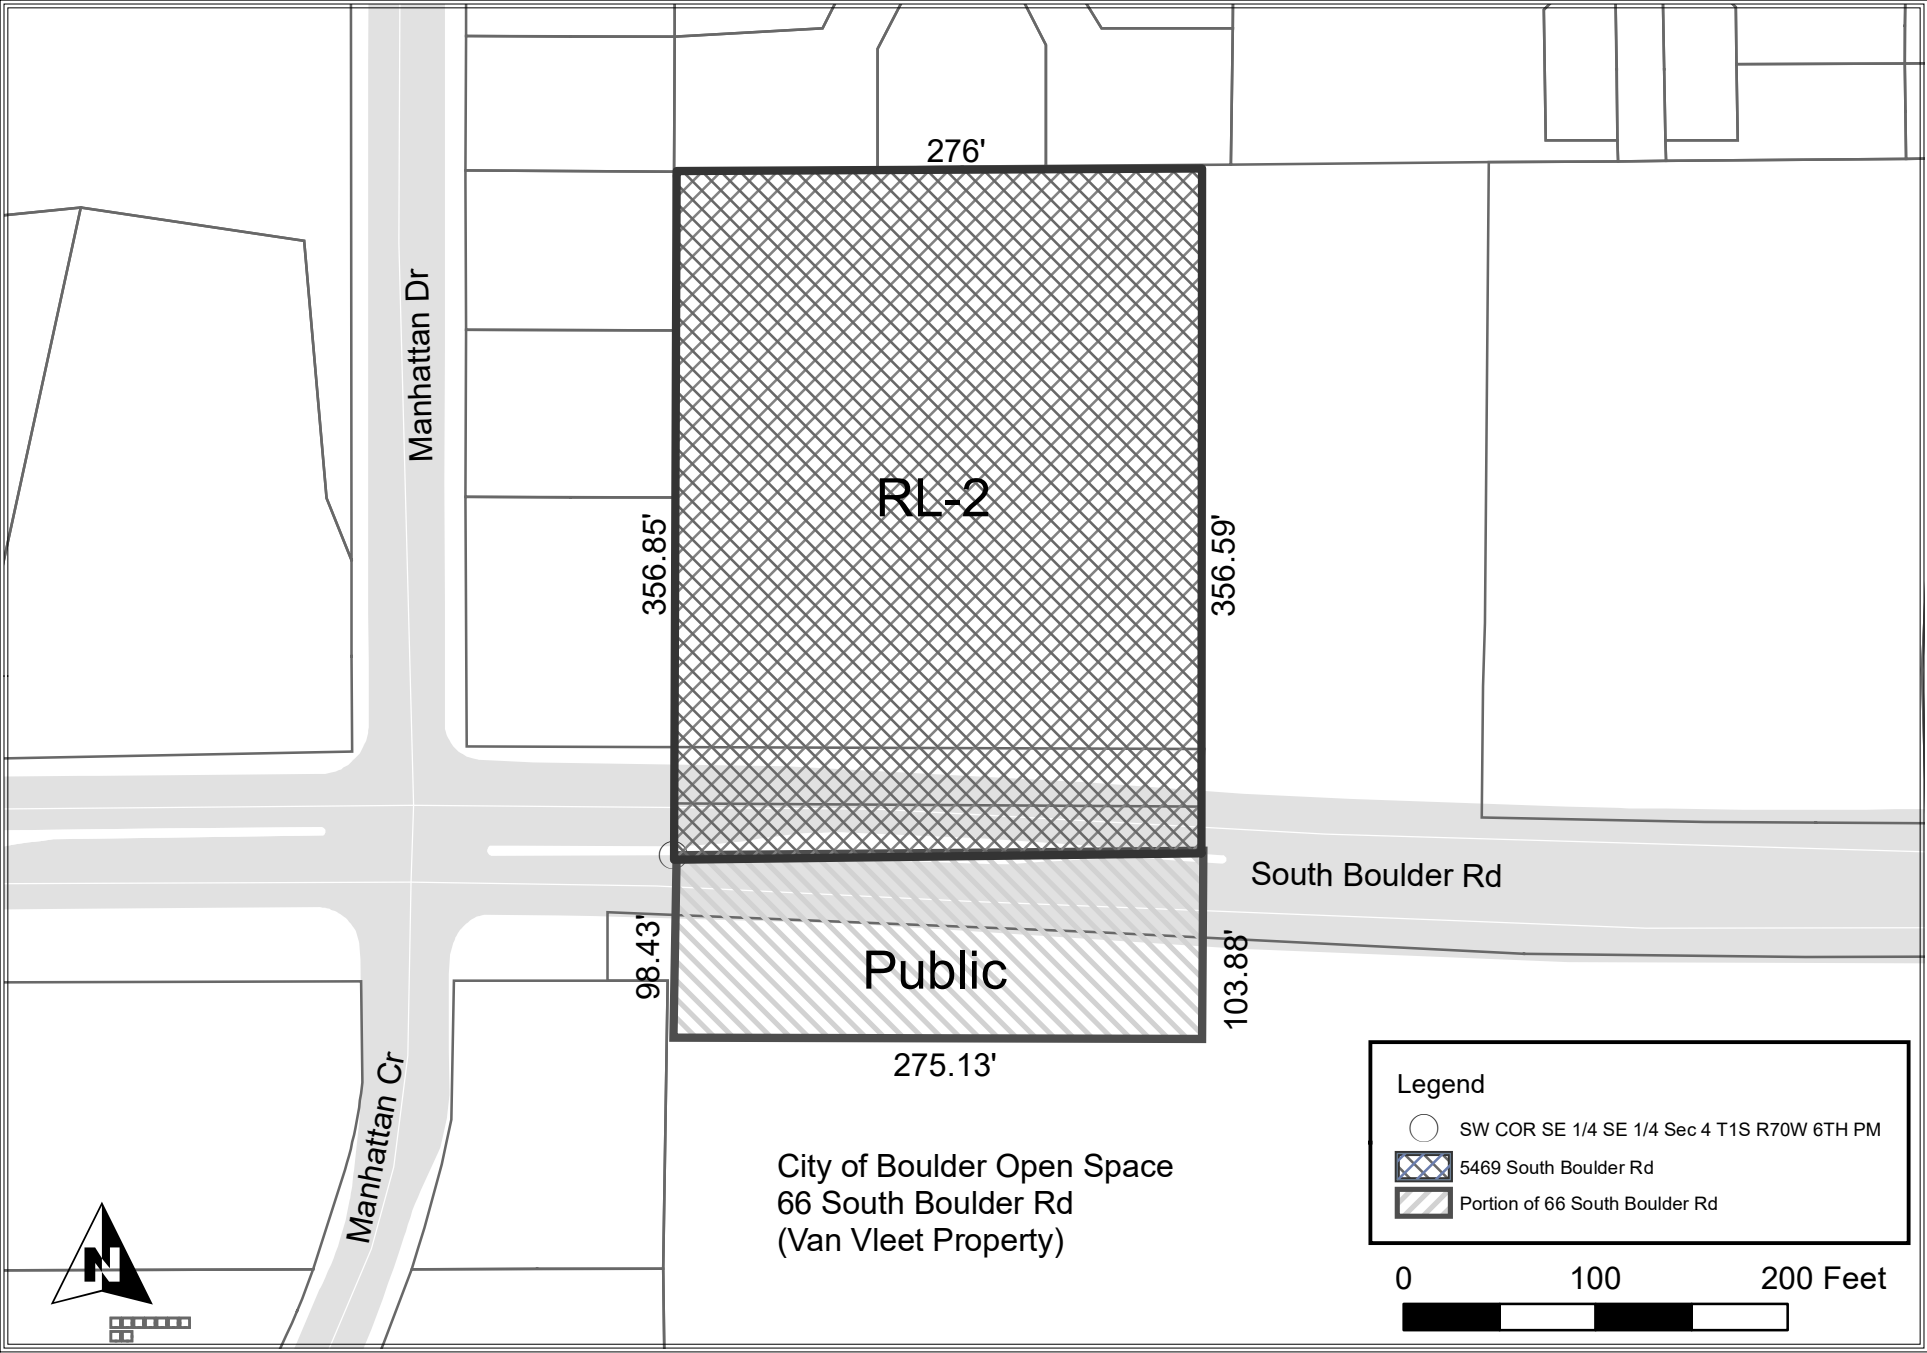 276'
Manhattan Dr
RL-2
356.85'
356.59'
South Boulder Rd
98.43'
Public
103.88'
275.13'
Manhattan Cr
City of Boulder Open Space
66 South Boulder Rd
(Van Vleet Property)
Legend
SW COR SE 1/4 SE 1/4 Sec 4 T1S R70W 6TH PM
5469 South Boulder Rd
Portion of 66 South Boulder Rd
N
0 100 200 Feet